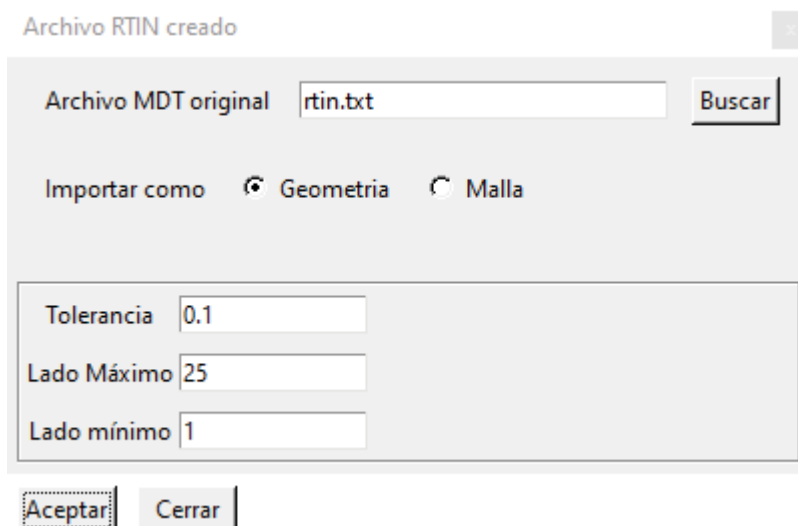 Archivo RTIN creado
x
Archivo MDT original rtin.txt Buscar
Importar como Geometria Malla
Tolerancia 0.1
Lado Máximo 25
Lado mínimo 1
Aceptar Cerrar